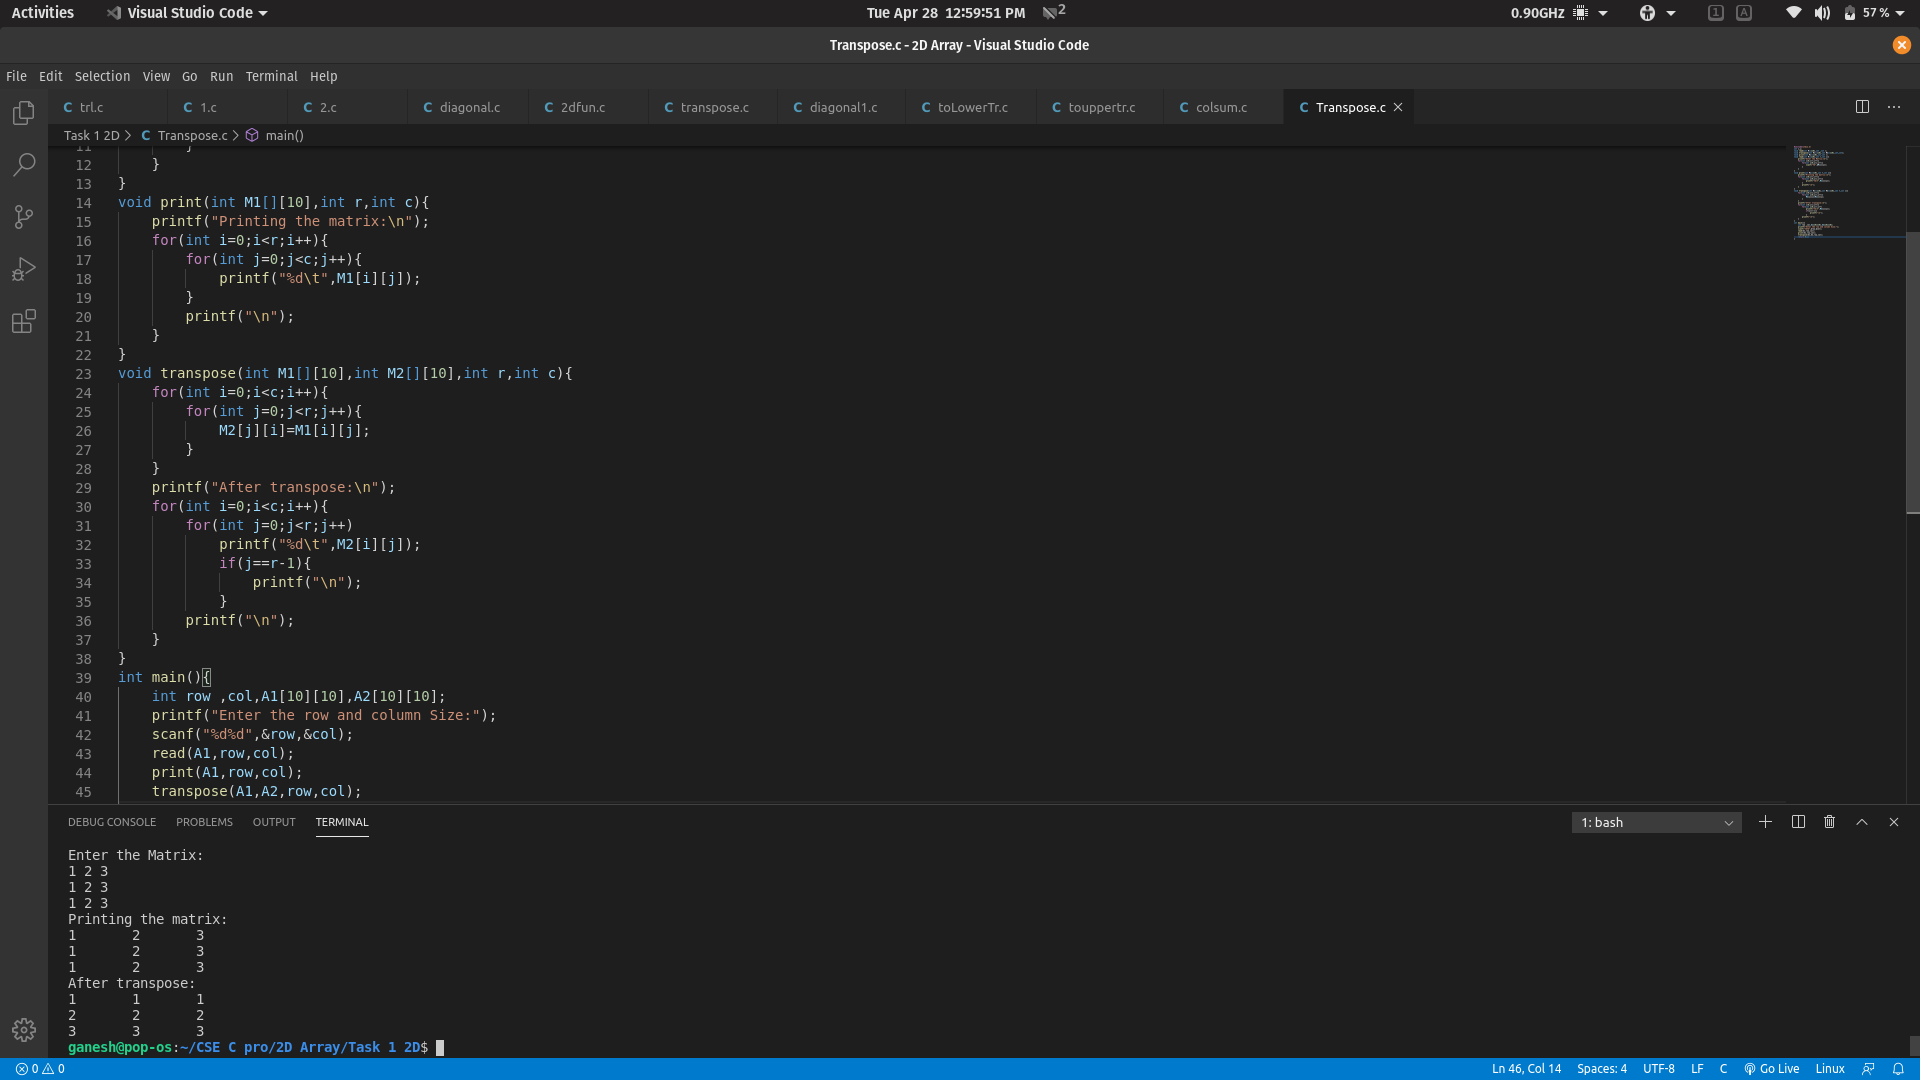 Activities Visual Studio Code Tue Apr 28 12:59:51 PM 2 0.90GHz 1 A 57 %
Transpose.c - 2D Array - Visual Studio Code
File Edit Selection View Go Run Terminal Help
C trl.c C 1.c C 2.c C diagonal.c C 2dfun.c C transpose.c C diagonal1.c C toLowerTr.c C touppertr.c C colsum.c C Transpose.c
Task 1 2D > C Transpose.c > main()
11 }
12 }
13 }
14 void print(int M1[][10],int r,int c){
15 printf("Printing the matrix:\n");
16 for(int i=0;i<r;i++){
17 for(int j=0;j<c;j++){
18 printf("%d\t",M1[i][j]);
19 }
20 printf("\n");
21 }
22 }
23 void transpose(int M1[][10],int M2[][10],int r,int c){
24 for(int i=0;i<c;i++){
25 for(int j=0;j<r;j++){
26 M2[j][i]=M1[i][j];
27 }
28 }
29 printf("After transpose:\n");
30 for(int i=0;i<c;i++){
31 for(int j=0;j<r;j++)
32 printf("%d\t",M2[i][j]);
33 if(j==r-1){
34 printf("\n");
35 }
36 printf("\n");
37 }
38 }
39 int main(){
40 int row ,col,A1[10][10],A2[10][10];
41 printf("Enter the row and column Size:");
42 scanf("%d%d",&row,&col);
43 read(A1,row,col);
44 print(A1,row,col);
45 transpose(A1,A2,row,col);
DEBUG CONSOLE PROBLEMS OUTPUT TERMINAL 1: bash
Enter the Matrix:
1 2 3
1 2 3
1 2 3
Printing the matrix:
1 2 3
1 2 3
1 2 3
After transpose:
1 1 1
2 2 2
3 3 3
ganesh@pop-os:~/CSE C pro/2D Array/Task 1 2D$
0 0 Ln 46, Col 14 Spaces: 4 UTF-8 LF C Go Live Linux